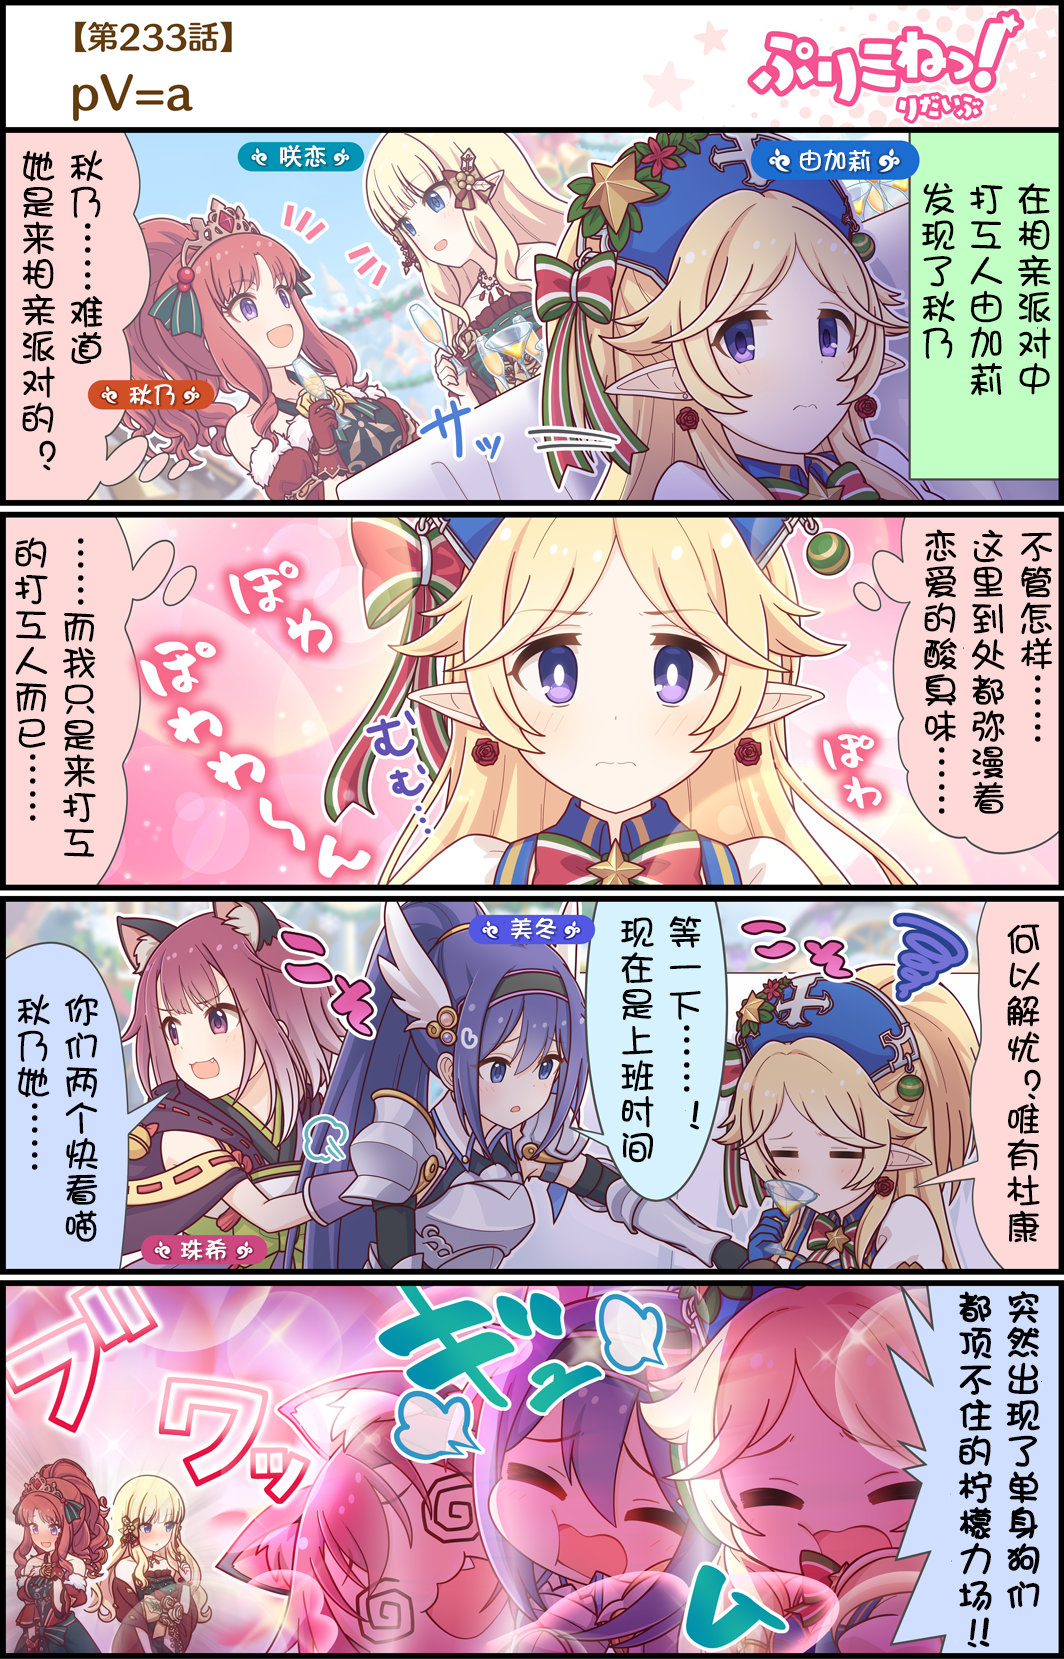 【第233話】
pV=a
ぷりこねっ！
りだいぶ
在相亲派对中
打工人由加莉
发现了秋乃
由加莉
咲恋
秋乃
秋乃……难道
她是来相亲派对的？
サッ
不管怎样……
这里到处都弥漫着
恋爱的酸臭味……
ぽわ
ぽわ
ぽわわ〜ん
むむ…
……而我只是来打工
的打工人而已……
何以解忧？唯有杜康
こそ
等一下……！
现在是上班时间
美冬
こそ
你们两个快看喵
秋乃她……
珠希
突然出现了单身狗们
都顶不住的柠檬力场!!
ギュ
ブワッ